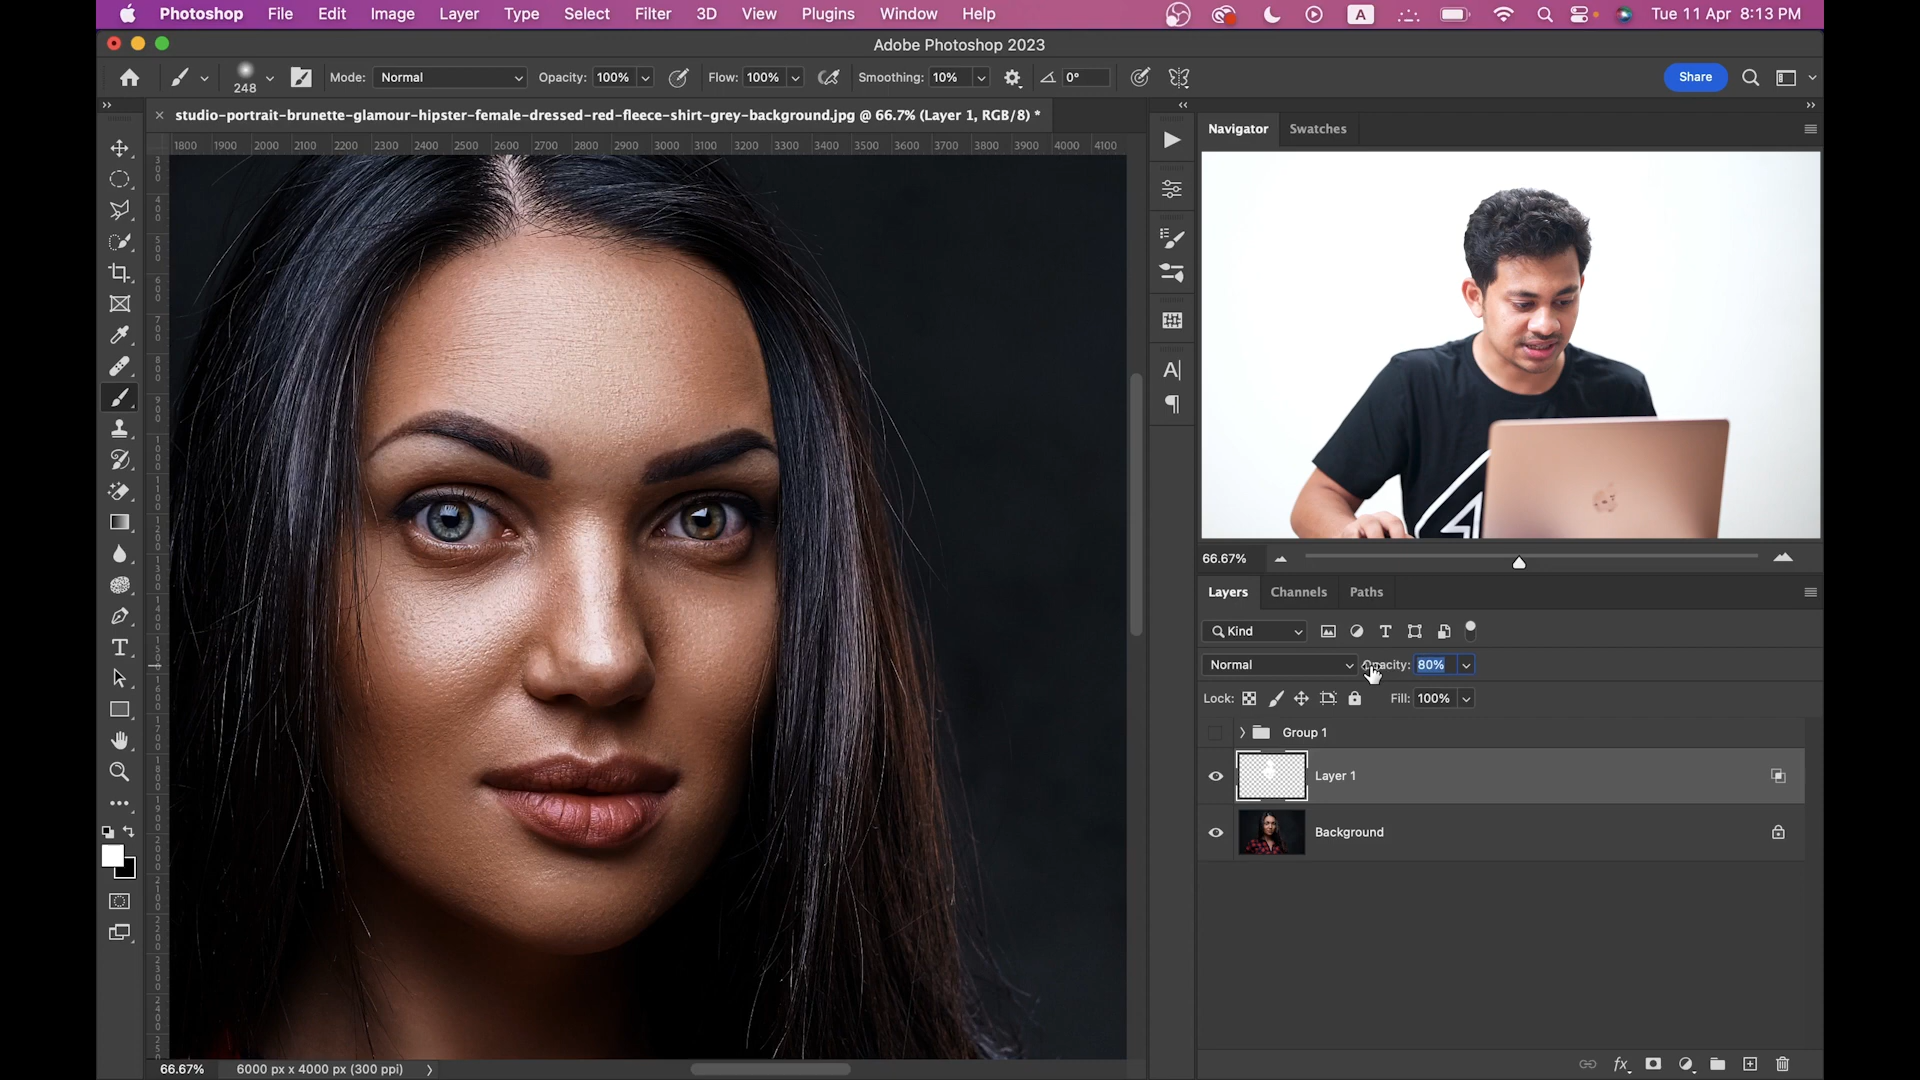 Photoshop File Edit Image Layer Type Select Filter 3D View Plugins Window Help A Tue 11 Apr 8:13 PM
Adobe Photoshop 2023
248 Mode: Normal Opacity: 100% Flow: 100% Smoothing: 10% 0° Share
studio-portrait-brunette-glamour-hipster-female-dressed-red-fleece-shirt-grey-background.jpg @ 66.7% (Layer 1, RGB/8) *
Navigator Swatches
1800 1900 2000 2100 2200 2300 2400 2500 2600 2700 2800 2900 3000 3100 3200 3300 3400 3500 3600 3700 3800 3900 4000 4100
66.67%
Layers Channels Paths
Kind
Normal Opacity: 80%
Lock: Fill: 100%
Group 1
Layer 1
Background
66.67% 6000 px x 4000 px (300 ppi)
fx